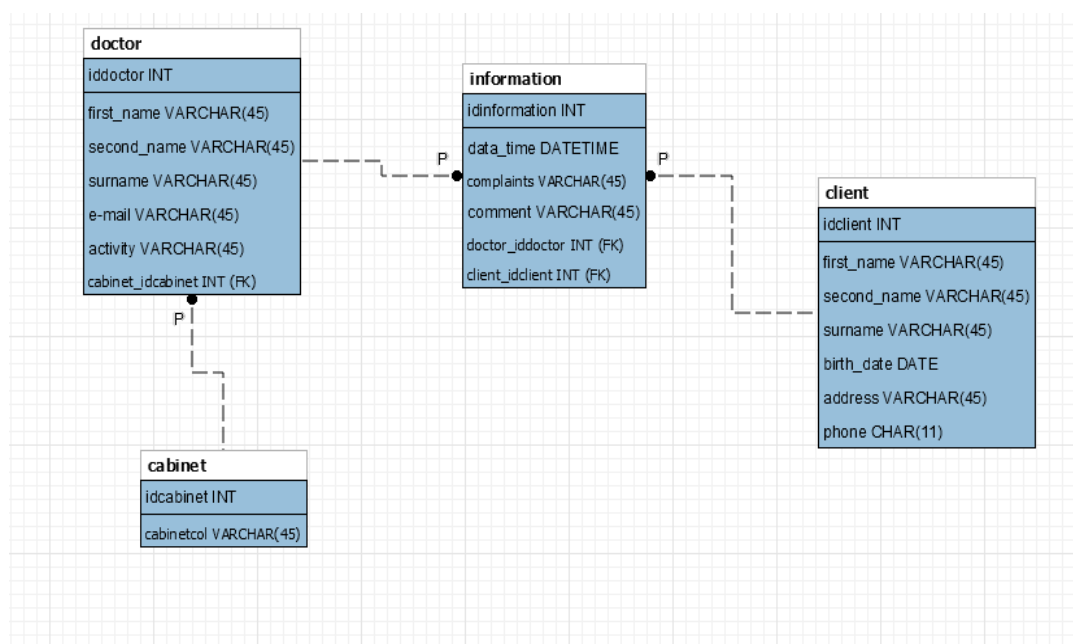 doctor
iddoctor INT
first_name VARCHAR(45)
second_name VARCHAR(45)
surname VARCHAR(45)
e-mail VARCHAR(45)
activity VARCHAR(45)
cabinet_idcabinet INT (FK)
P
information
idinformation INT
data_time DATETIME
complaints VARCHAR(45)
comment VARCHAR(45)
doctor_iddoctor INT (FK)
client_idclient INT (FK)
P
P
client
idclient INT
first_name VARCHAR(45)
second_name VARCHAR(45)
surname VARCHAR(45)
birth_date DATE
address VARCHAR(45)
phone CHAR(11)
cabinet
idcabinet INT
cabinetcol VARCHAR(45)